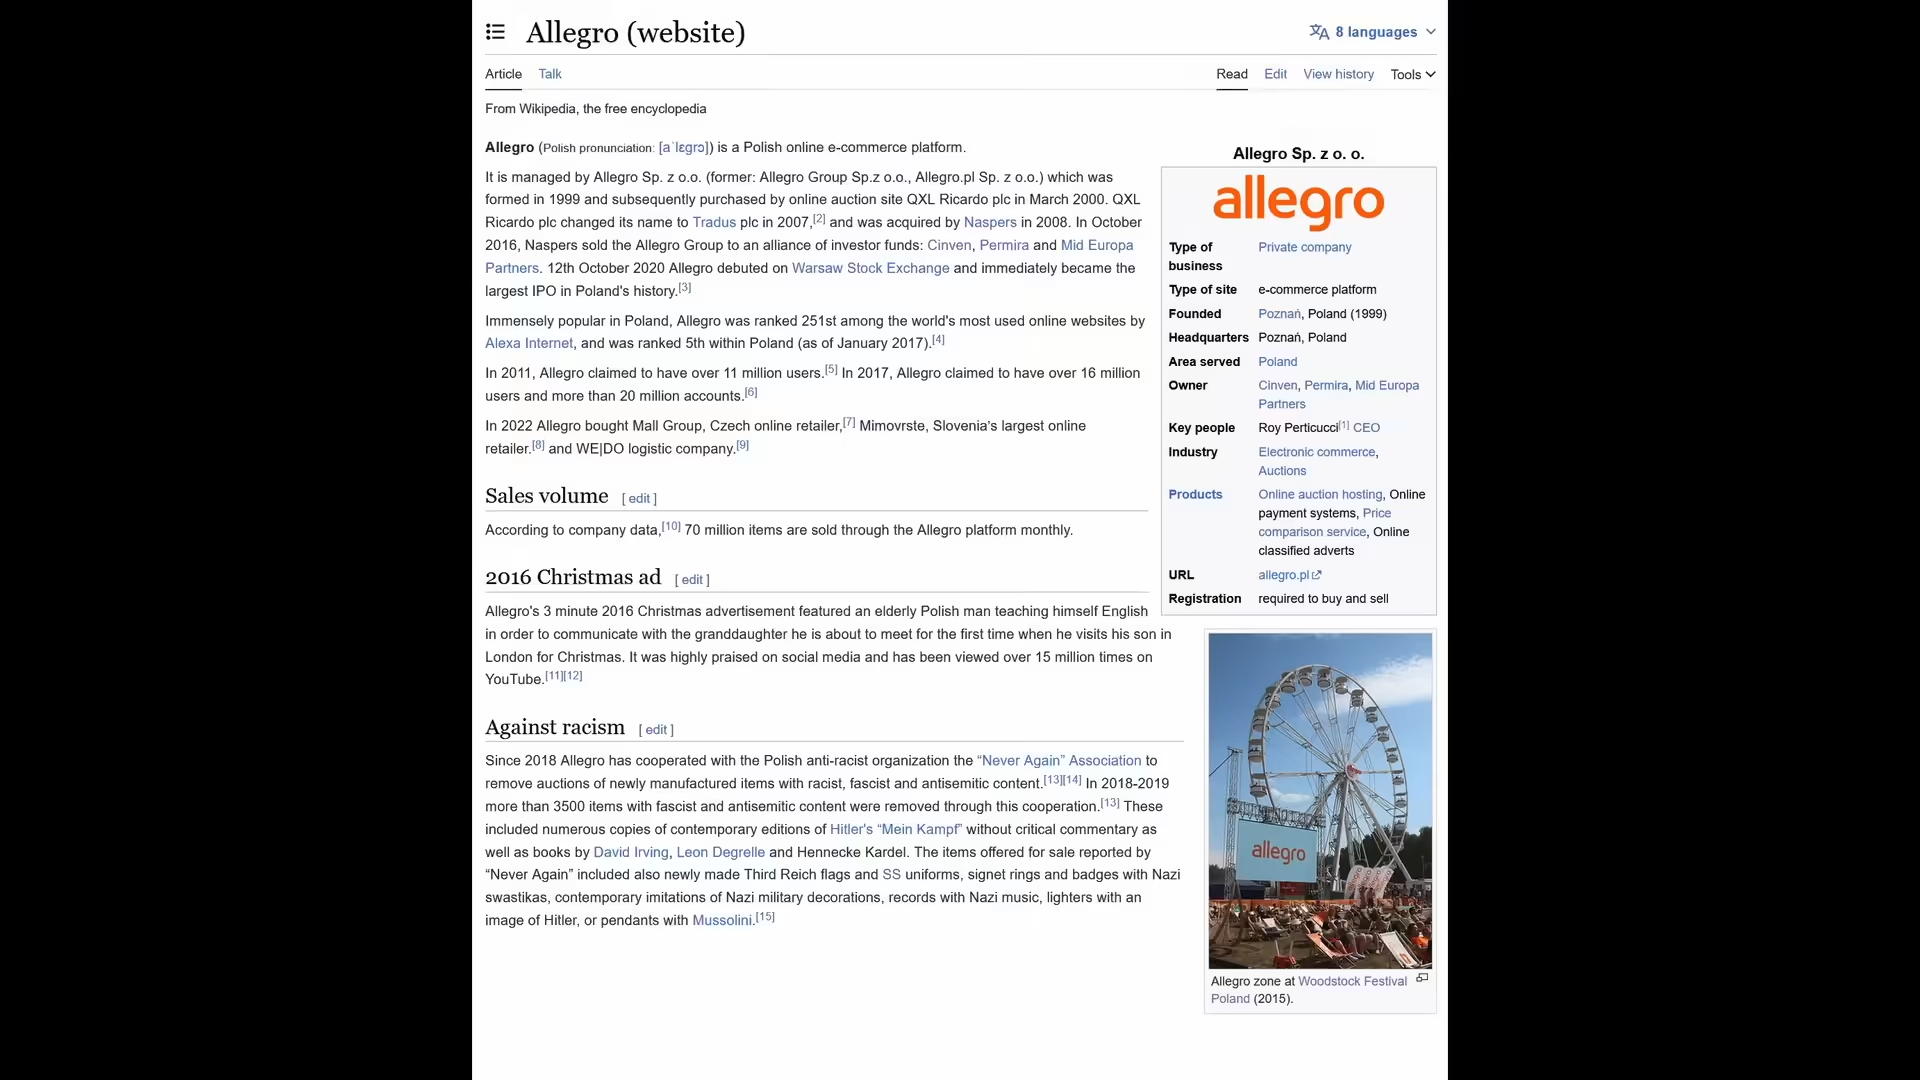 Allegro (website)
8 languages
Article
Talk
Read
Edit
View history
Tools
From Wikipedia, the free encyclopedia
Allegro (Polish pronunciation: [aˈlɛɡrɔ]) is a Polish online e-commerce platform.
It is managed by Allegro Sp. z o.o. (former: Allegro Group Sp.z o.o., Allegro.pl Sp. z o.o.) which was
formed in 1999 and subsequently purchased by online auction site QXL Ricardo plc in March 2000. QXL
Ricardo plc changed its name to Tradus plc in 2007,[2] and was acquired by Naspers in 2008. In October
2016, Naspers sold the Allegro Group to an alliance of investor funds: Cinven, Permira and Mid Europa
Partners. 12th October 2020 Allegro debuted on Warsaw Stock Exchange and immediately became the
largest IPO in Poland's history.[3]
Immensely popular in Poland, Allegro was ranked 251st among the world's most used online websites by
Alexa Internet, and was ranked 5th within Poland (as of January 2017).[4]
In 2011, Allegro claimed to have over 11 million users.[5] In 2017, Allegro claimed to have over 16 million
users and more than 20 million accounts.[6]
In 2022 Allegro bought Mall Group, Czech online retailer,[7] Mimovrste, Slovenia's largest online
retailer.[8] and WE|DO logistic company.[9]
Sales volume [ edit ]
According to company data,[10] 70 million items are sold through the Allegro platform monthly.
2016 Christmas ad [ edit ]
Allegro's 3 minute 2016 Christmas advertisement featured an elderly Polish man teaching himself English
in order to communicate with the granddaughter he is about to meet for the first time when he visits his son in
London for Christmas. It was highly praised on social media and has been viewed over 15 million times on
YouTube.[11][12]
Against racism [ edit ]
Since 2018 Allegro has cooperated with the Polish anti-racist organization the “Never Again” Association to
remove auctions of newly manufactured items with racist, fascist and antisemitic content.[13][14] In 2018-2019
more than 3500 items with fascist and antisemitic content were removed through this cooperation.[13] These
included numerous copies of contemporary editions of Hitler's “Mein Kampf” without critical commentary as
well as books by David Irving, Leon Degrelle and Hennecke Kardel. The items offered for sale reported by
“Never Again” included also newly made Third Reich flags and SS uniforms, signet rings and badges with Nazi
swastikas, contemporary imitations of Nazi military decorations, records with Nazi music, lighters with an
image of Hitler, or pendants with Mussolini.[15]
Allegro Sp. z o. o.
allegro
Type of business Private company
Type of site e-commerce platform
Founded Poznań, Poland (1999)
Headquarters Poznań, Poland
Area served Poland
Owner Cinven, Permira, Mid Europa
Partners
Key people Roy Perticucci[1] CEO
Industry Electronic commerce,
Auctions
Products Online auction hosting, Online
payment systems, Price
comparison service, Online
classified adverts
URL allegro.pl
Registration required to buy and sell
allegro
Allegro zone at Woodstock Festival
Poland (2015).